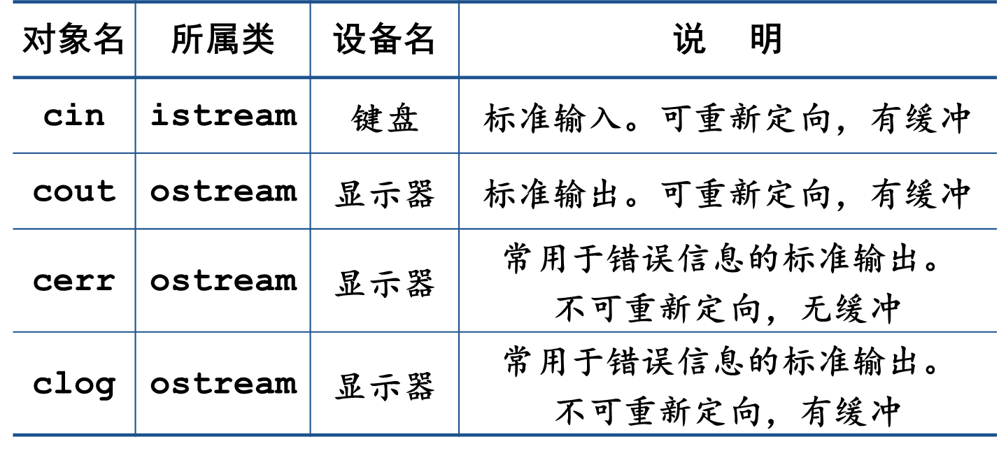 对象名 所属类 设备名 说 明
cin istream 键盘 标准输入。可重新定向，有缓冲
cout ostream 显示器 标准输出。可重新定向，有缓冲
cerr ostream 显示器 常用于错误信息的标准输出。
不可重新定向，无缓冲
clog ostream 显示器 常用于错误信息的标准输出。
不可重新定向，有缓冲